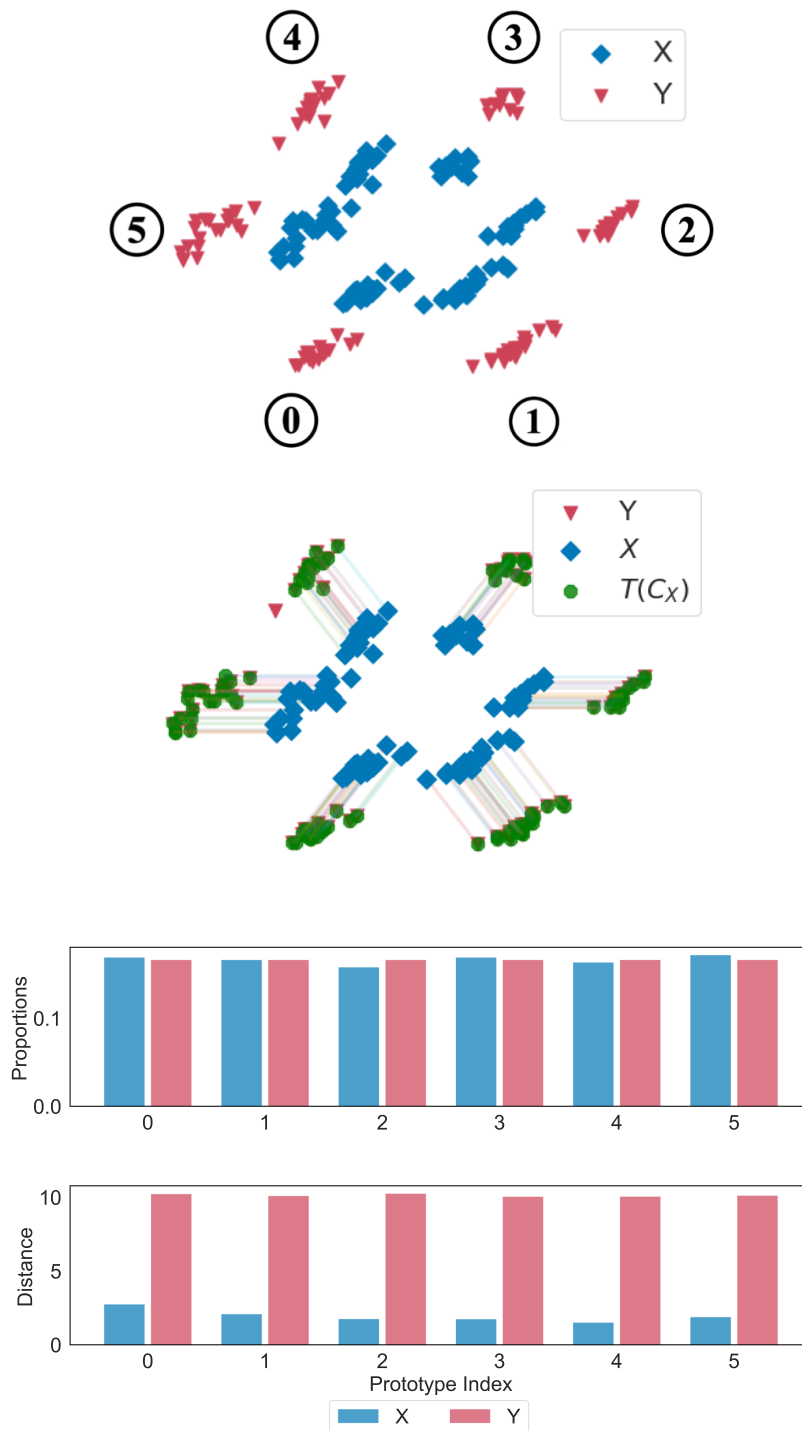 4 3
X
Y
5 2
0 1
Y
X
T(C_X)
Proportions
0.1
0.0
0 1 2 3 4 5
Distance
10
5
0
0 1 2 3 4 5
Prototype Index
X Y